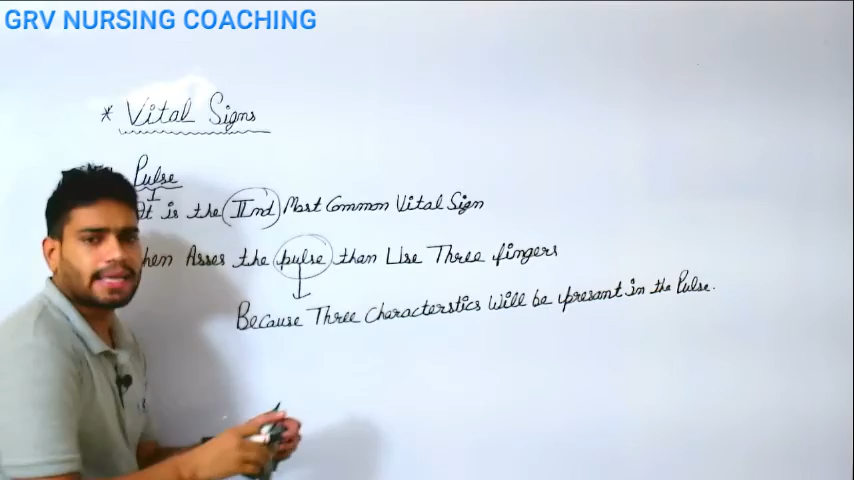 GRV NURSING COACHING
* Vital Signs
Pulse
It is the IInd Most Common Vital Sign
hen Asses the pulse than Use Three fingers
Because Three characterstics Will be present in the Pulse.